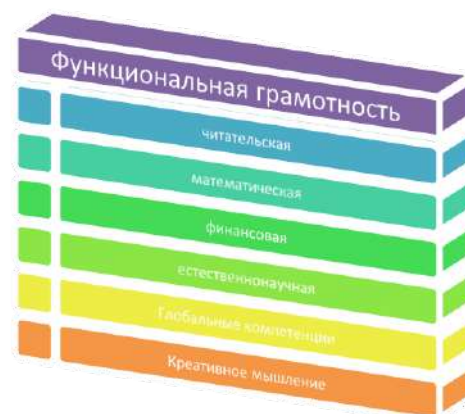 Функциональная грамотность
читательская
математическая
финансовая
естественнонаучная
Глобальные компетенции
Креативное мышление